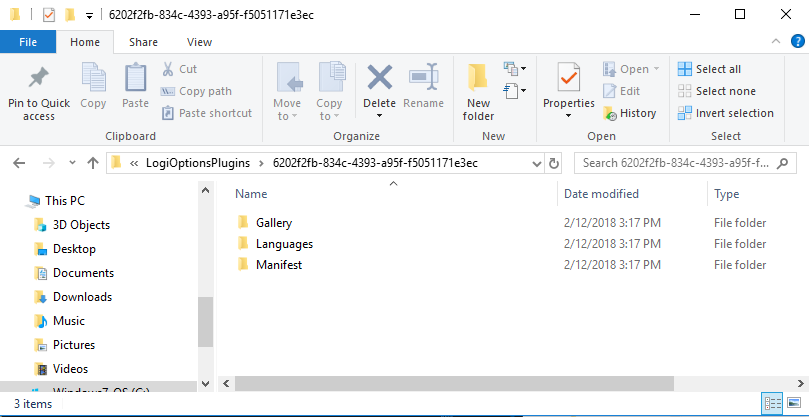 6202f2fb-834c-4393-a95f-f5051171e3ec
File Home Share View
Pin to Quick access
Copy
Paste
Cut
Copy path
Paste shortcut
Clipboard
Move to
Copy to
Delete
Rename
Organize
New folder
New
Properties
Open
Edit
History
Open
Select all
Select none
Invert selection
Select
« LogiOptionsPlugins > 6202f2fb-834c-4393-a95f-f5051171e3ec
Search 6202f2fb-834c-4393-a95f-f...
This PC
3D Objects
Desktop
Documents
Downloads
Music
Pictures
Videos
Windows7_OS (C:)
Name Date modified Type
Gallery 2/12/2018 3:17 PM File folder
Languages 2/12/2018 3:17 PM File folder
Manifest 2/12/2018 3:17 PM File folder
3 items